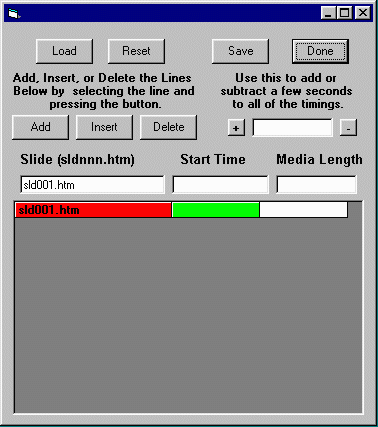 Load Reset Save Done
Add, Insert, or Delete the Lines
Below by selecting the line and
pressing the button.
Use this to add or
subtract a few seconds
to all of the timings.
Add Insert Delete + -
Slide (sldnnn.htm) Start Time Media Length
sld001.htm
sld001.htm